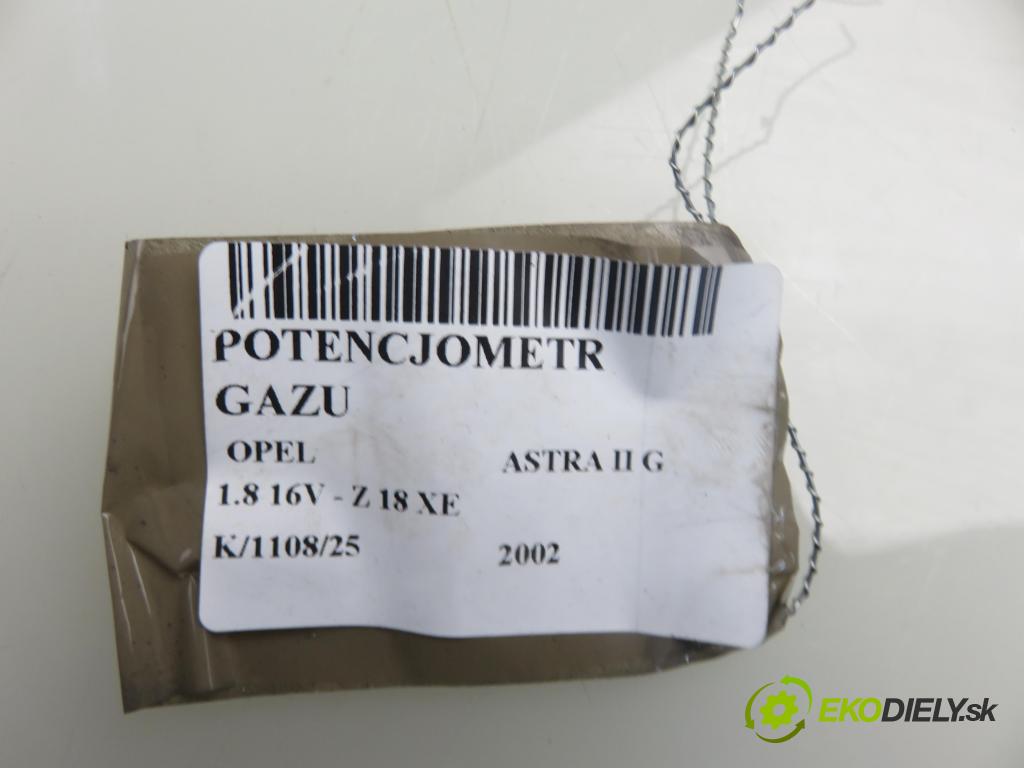 POTENCJOMETR
GAZU
OPEL ASTRA II G
1.8 16V - Z 18 XE
K/1108/25 2002
EKODIELY.sk